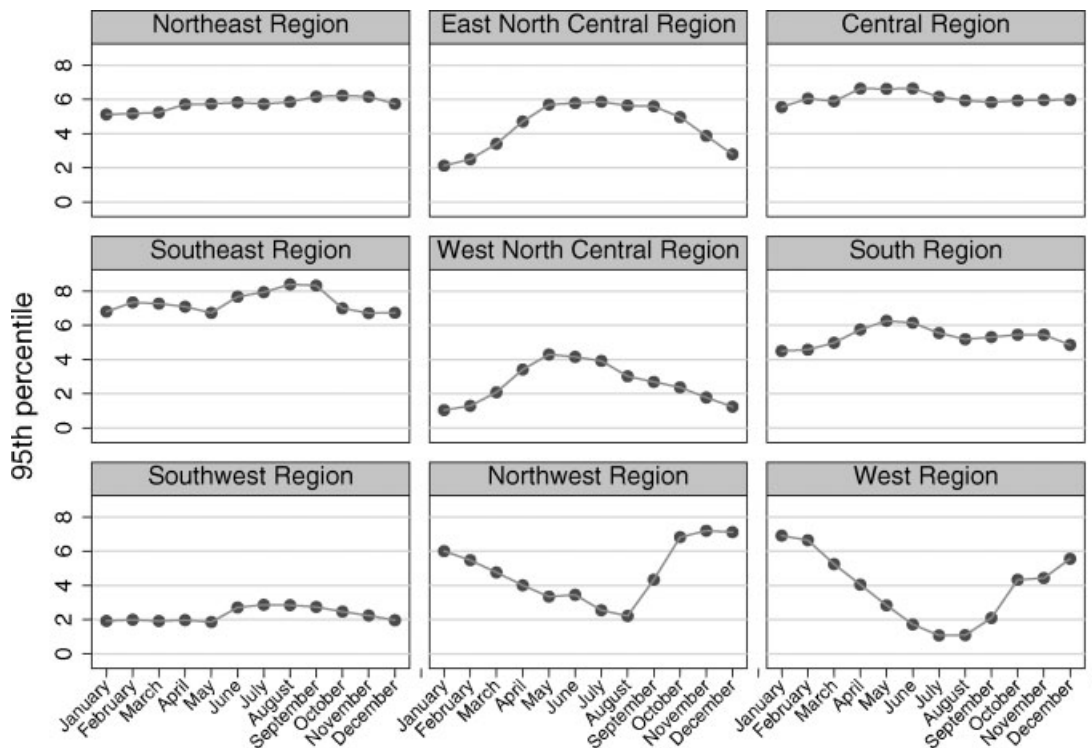 Northeast Region
East North Central Region
Central Region
8
6
4
2
0
Southeast Region
West North Central Region
South Region
8
6
4
2
0
95th percentile
Southwest Region
Northwest Region
West Region
8
6
4
2
0
January
February
March
April
May
June
July
August
September
October
November
December
January
February
March
April
May
June
July
August
September
October
November
December
January
February
March
April
May
June
July
August
September
October
November
December